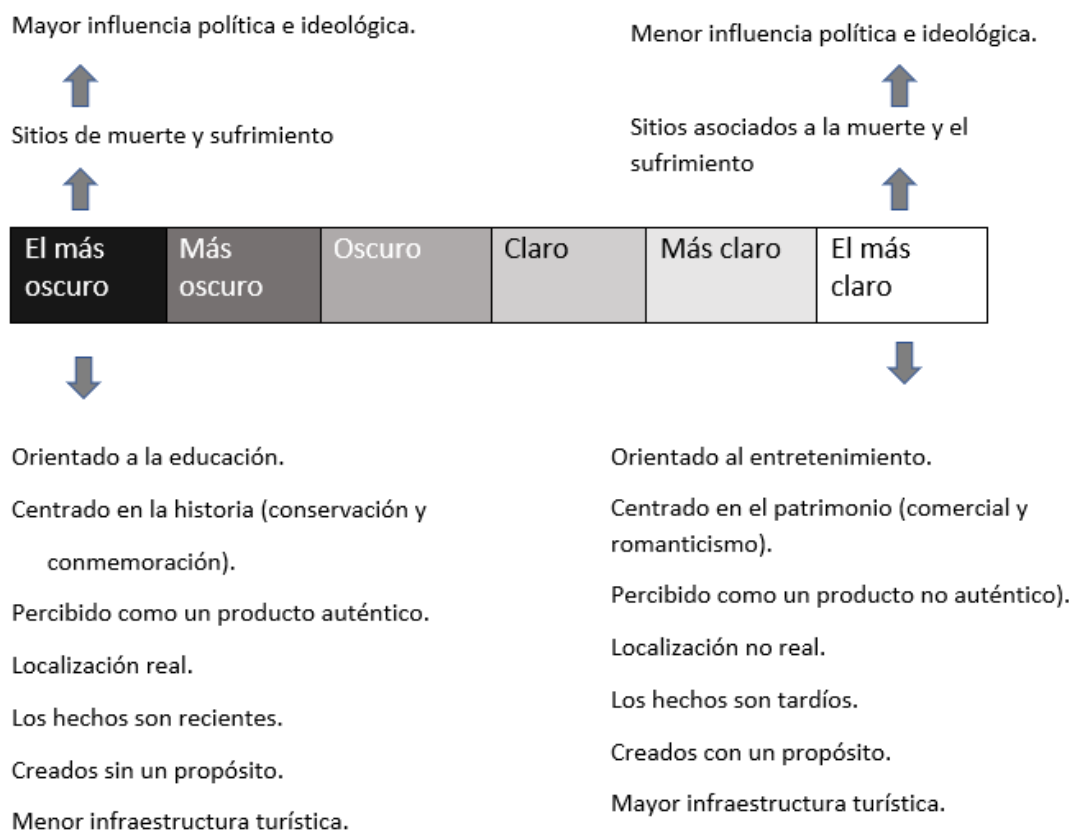 Mayor influencia política e ideológica.
Menor influencia política e ideológica.
Sitios de muerte y sufrimiento
Sitios asociados a la muerte y el
sufrimiento
El más
oscuro
Más
oscuro
Oscuro
Claro
Más claro
El más
claro
Orientado a la educación.
Centrado en la historia (conservación y
conmemoración).
Percibido como un producto auténtico.
Localización real.
Los hechos son recientes.
Creados sin un propósito.
Menor infraestructura turística.
Orientado al entretenimiento.
Centrado en el patrimonio (comercial y
romanticismo).
Percibido como un producto no auténtico).
Localización no real.
Los hechos son tardíos.
Creados con un propósito.
Mayor infraestructura turística.